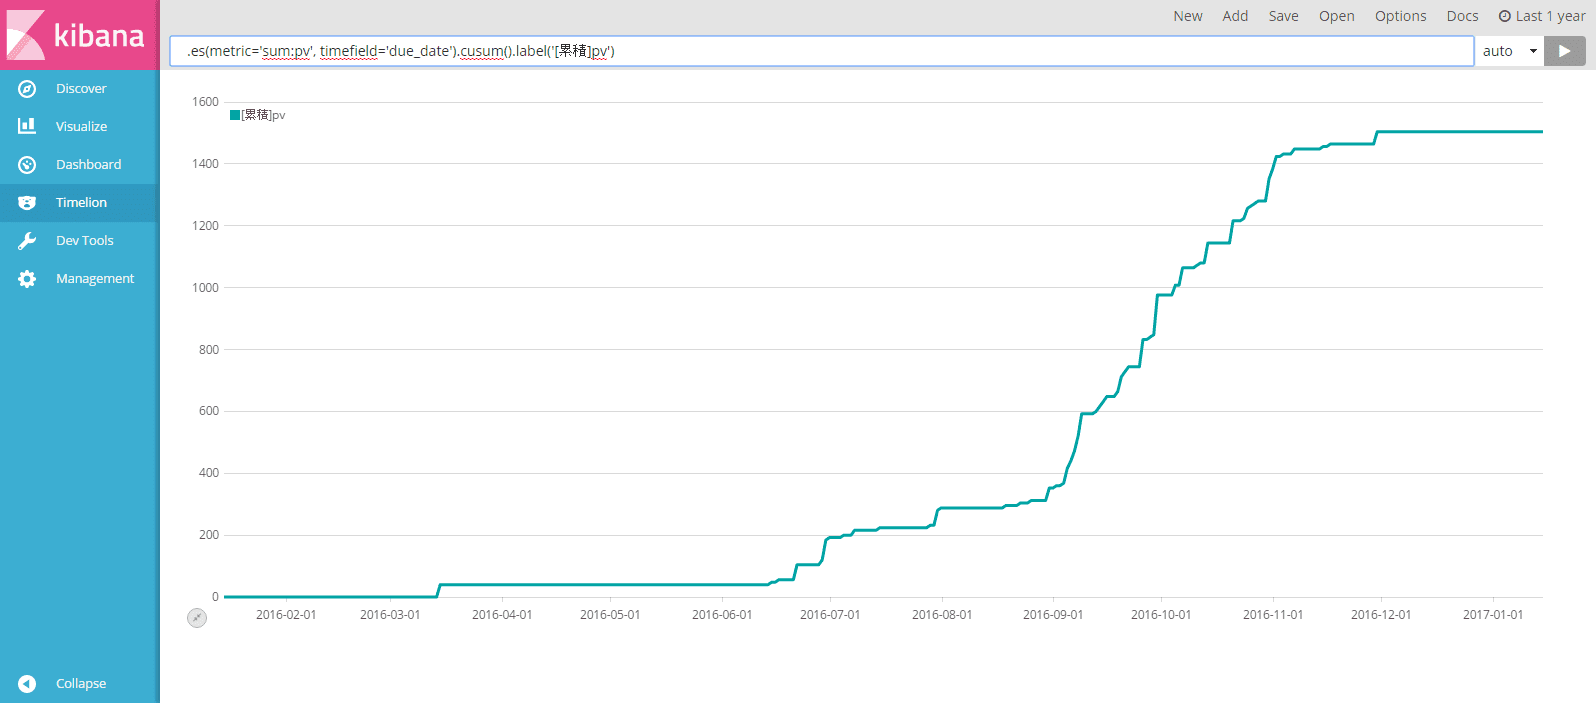 kibana
New Add Save Open Options Docs Last 1 year
.es(metric='sum:pv', timefield='due_date').cusum().label('[累積]pv')
auto
Discover
Visualize
Dashboard
Timelion
Dev Tools
Management
Collapse
[累積]pv
1600
1400
1200
1000
800
600
400
200
0
2016-02-01 2016-03-01 2016-04-01 2016-05-01 2016-06-01 2016-07-01 2016-08-01 2016-09-01 2016-10-01 2016-11-01 2016-12-01 2017-01-01